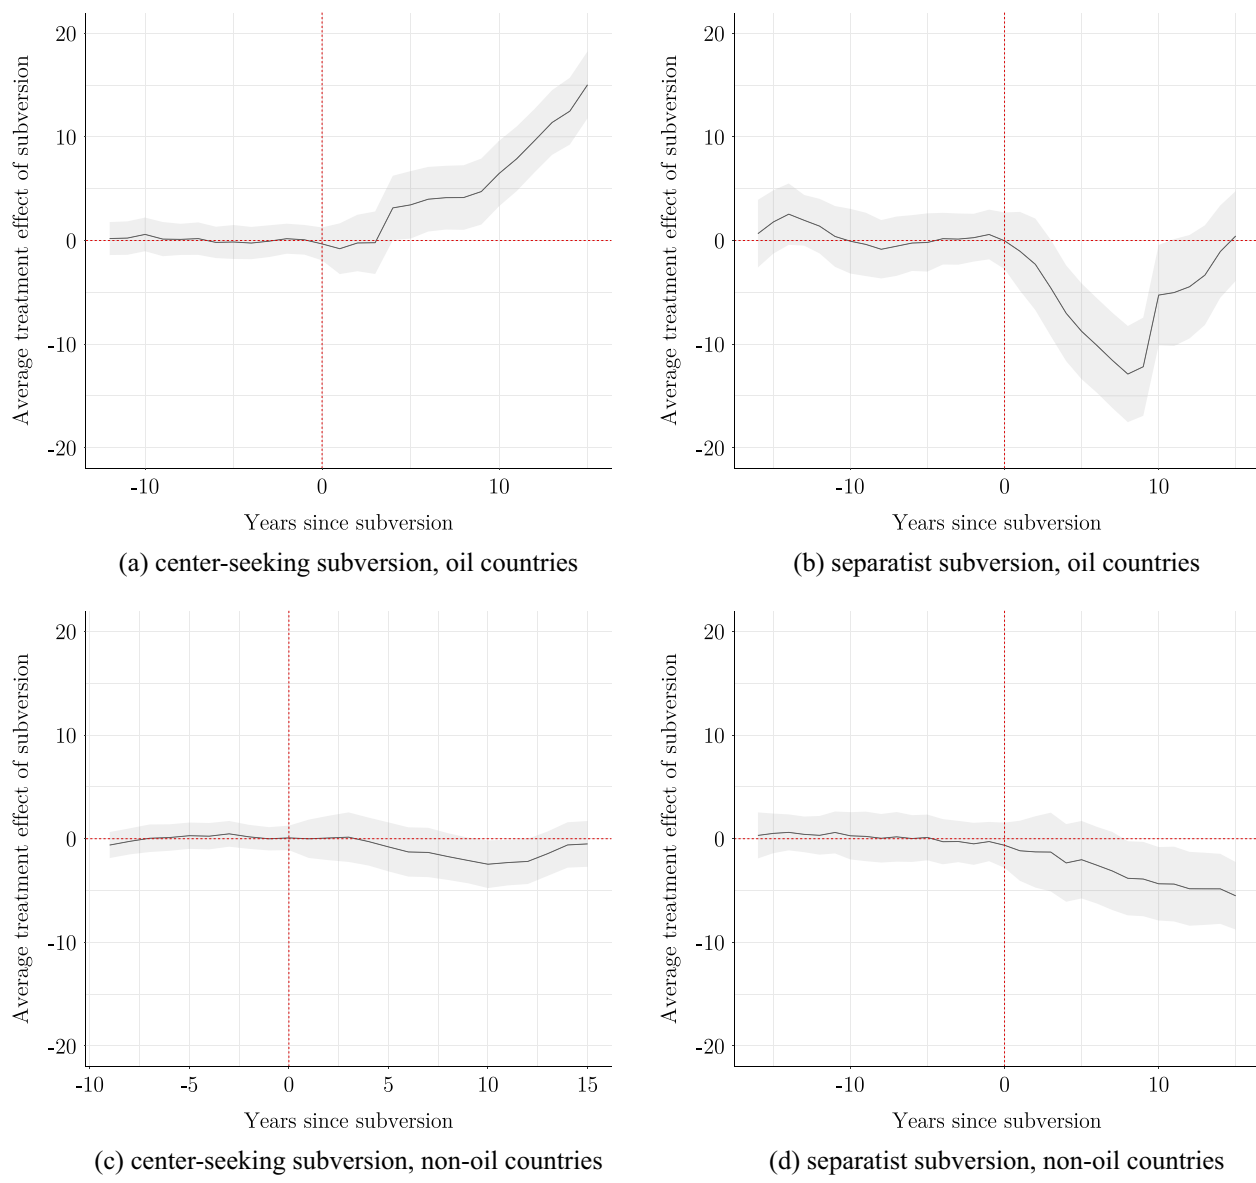 20
10
0
-10
-20
Average treatment effect of subversion
-10
0
10
Years since subversion
(a) center-seeking subversion, oil countries
20
10
0
-10
-20
Average treatment effect of subversion
-10
0
10
Years since subversion
(b) separatist subversion, oil countries
20
10
0
-10
-20
Average treatment effect of subversion
-10
-5
0
5
10
15
Years since subversion
(c) center-seeking subversion, non-oil countries
20
10
0
-10
-20
Average treatment effect of subversion
-10
0
10
Years since subversion
(d) separatist subversion, non-oil countries